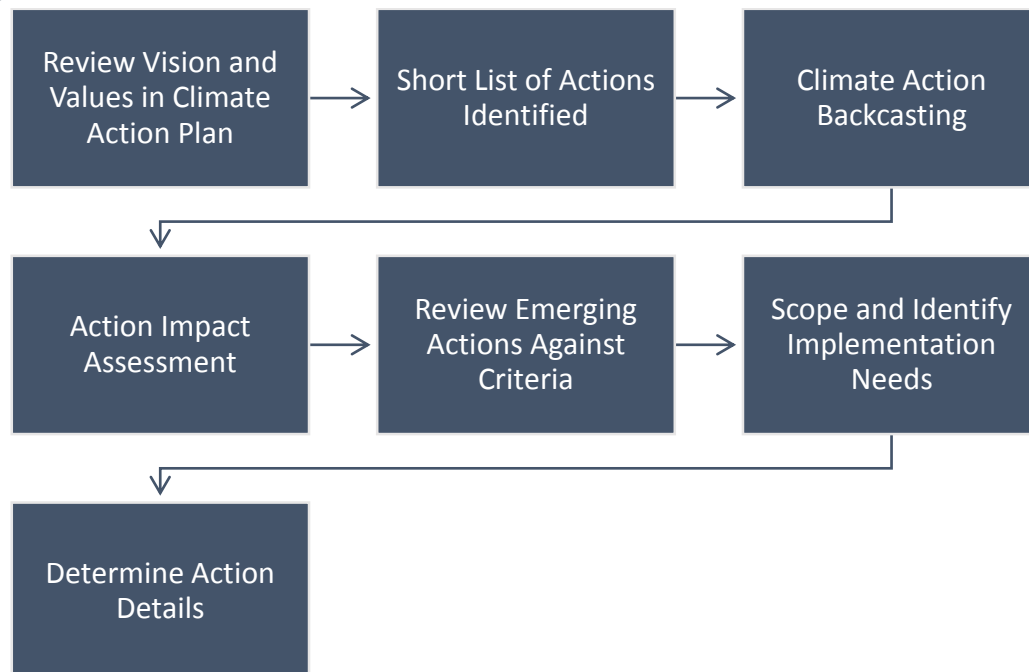 Review Vision and
Values in Climate
Action Plan
Short List of Actions
Identified
Climate Action
Backcasting
Action Impact
Assessment
Review Emerging
Actions Against
Criteria
Scope and Identify
Implementation
Needs
Determine Action
Details